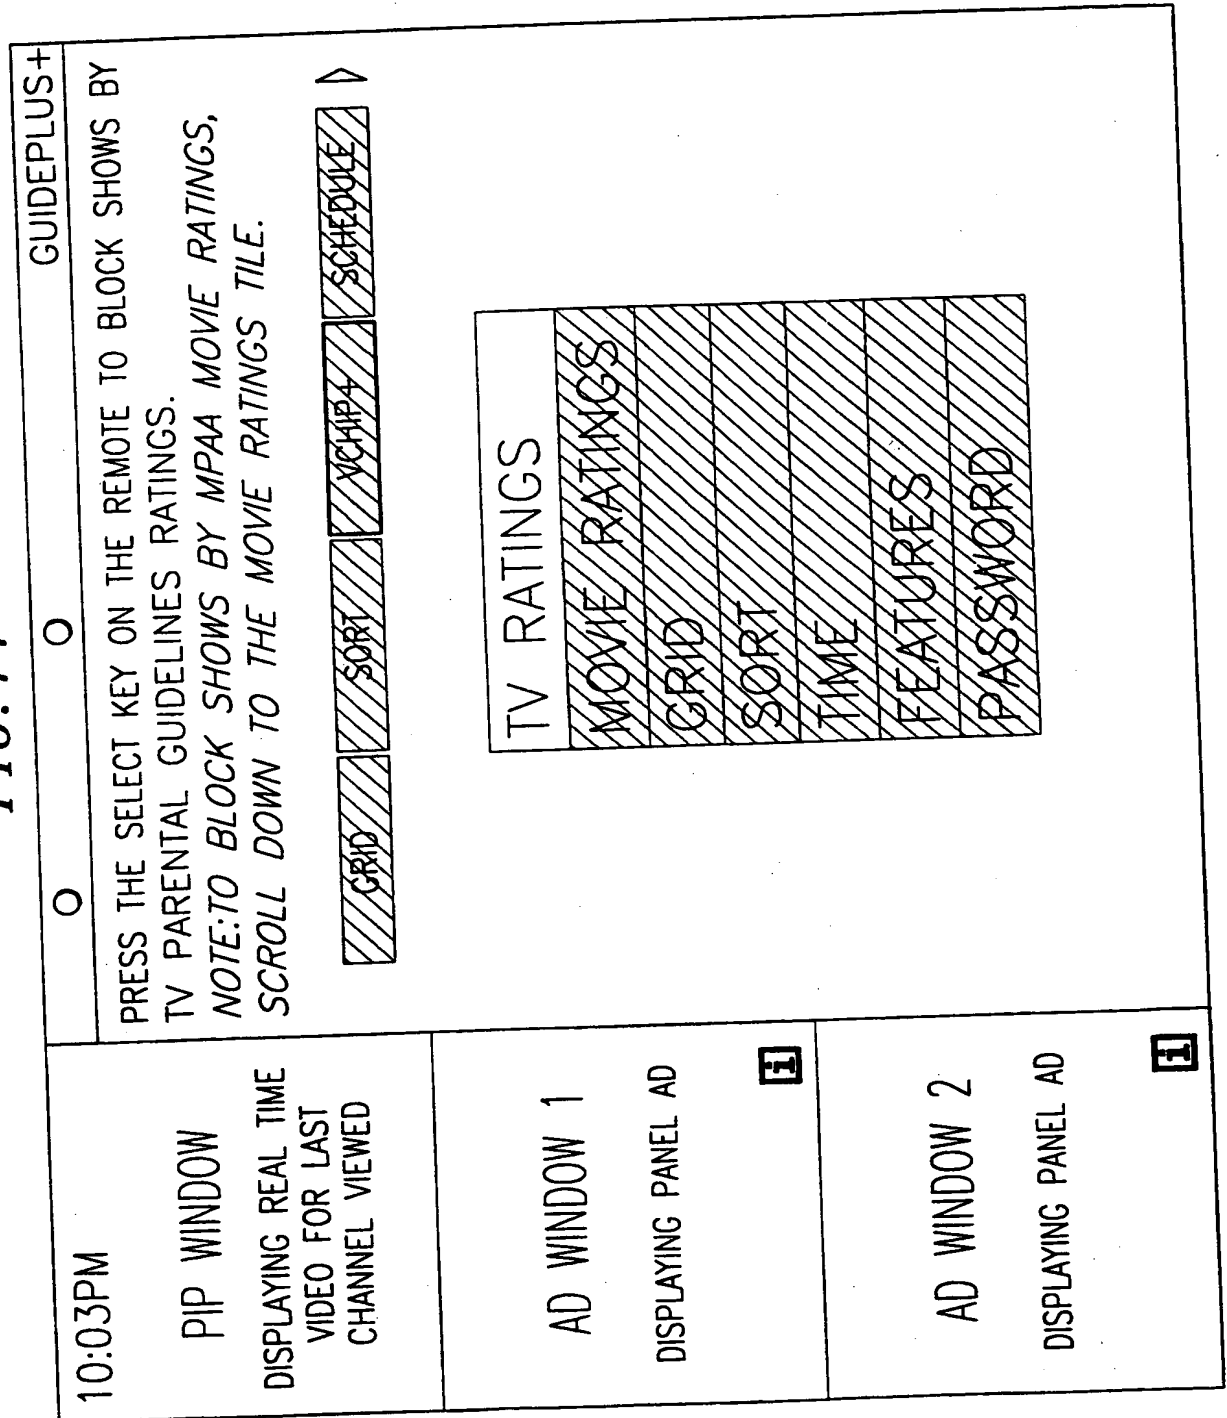 GUIDEPLUS+
10:03PM
PIP WINDOW
DISPLAYING REAL TIME
VIDEO FOR LAST
CHANNEL VIEWED
AD WINDOW 1
DISPLAYING PANEL AD
i
AD WINDOW 2
DISPLAYING PANEL AD
i
PRESS THE SELECT KEY ON THE REMOTE TO BLOCK SHOWS BY
TV PARENTAL GUIDELINES RATINGS.
NOTE:TO BLOCK SHOWS BY MPAA MOVIE RATINGS,
SCROLL DOWN TO THE MOVIE RATINGS TILE.
GRID SORT VCHIP+ SCHEDULE
TV RATINGS
MOVIE RATINGS
GRID
SORT
TIME
FEATURES
PASSWORD